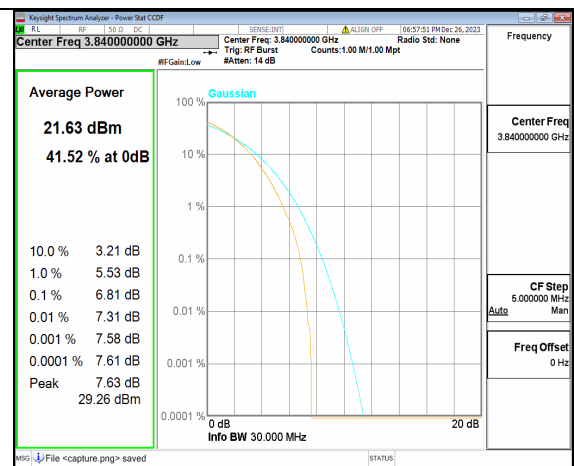 Keysight Spectrum Analyzer - Power Stat CCDF
RL RF 50 Ω DC SENSE:INT ALIGN OFF 06:57:51 PM Dec 26, 2023
Center Freq 3.840000000 GHz
Center Freq: 3.840000000 GHz Radio Std: None
Trig: RF Burst Counts:1.00 M/1.00 Mpt
#IFGain:Low #Atten: 14 dB
Frequency
Average Power
21.63 dBm
41.52 % at 0dB
10.0 % 3.21 dB
1.0 % 5.53 dB
0.1 % 6.81 dB
0.01 % 7.31 dB
0.001 % 7.58 dB
0.0001 % 7.61 dB
Peak 7.63 dB
29.26 dBm
Gaussian
100 %
10 %
1 %
0.1 %
0.01 %
0.001 %
0.0001 %
0 dB 20 dB
Info BW 30.000 MHz
Center Freq
3.840000000 GHz
CF Step
5.000000 MHz
Auto Man
Freq Offset
0 Hz
MSG File <capture.png> saved STATUS